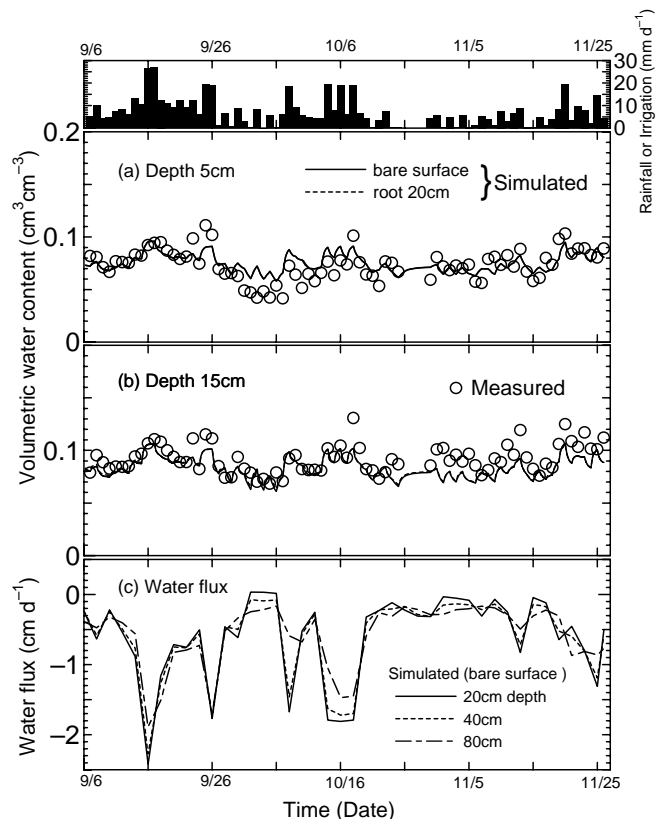 9/6 9/26 10/6 11/5 11/25
30
20
10
0
Rainfall or Irrigation (mm d⁻¹)
0.2
(a) Depth 5cm
bare surface
root 20cm
} Simulated
0.1
0
Volumetric water content (cm³cm⁻³)
(b) Depth 15cm
Measured
0.1
0
(c) Water flux
0
−1
−2
Water flux (cm d⁻¹)
Simulated (bare surface )
20cm depth
40cm
80cm
9/6 9/26 10/16 11/5 11/25
Time (Date)